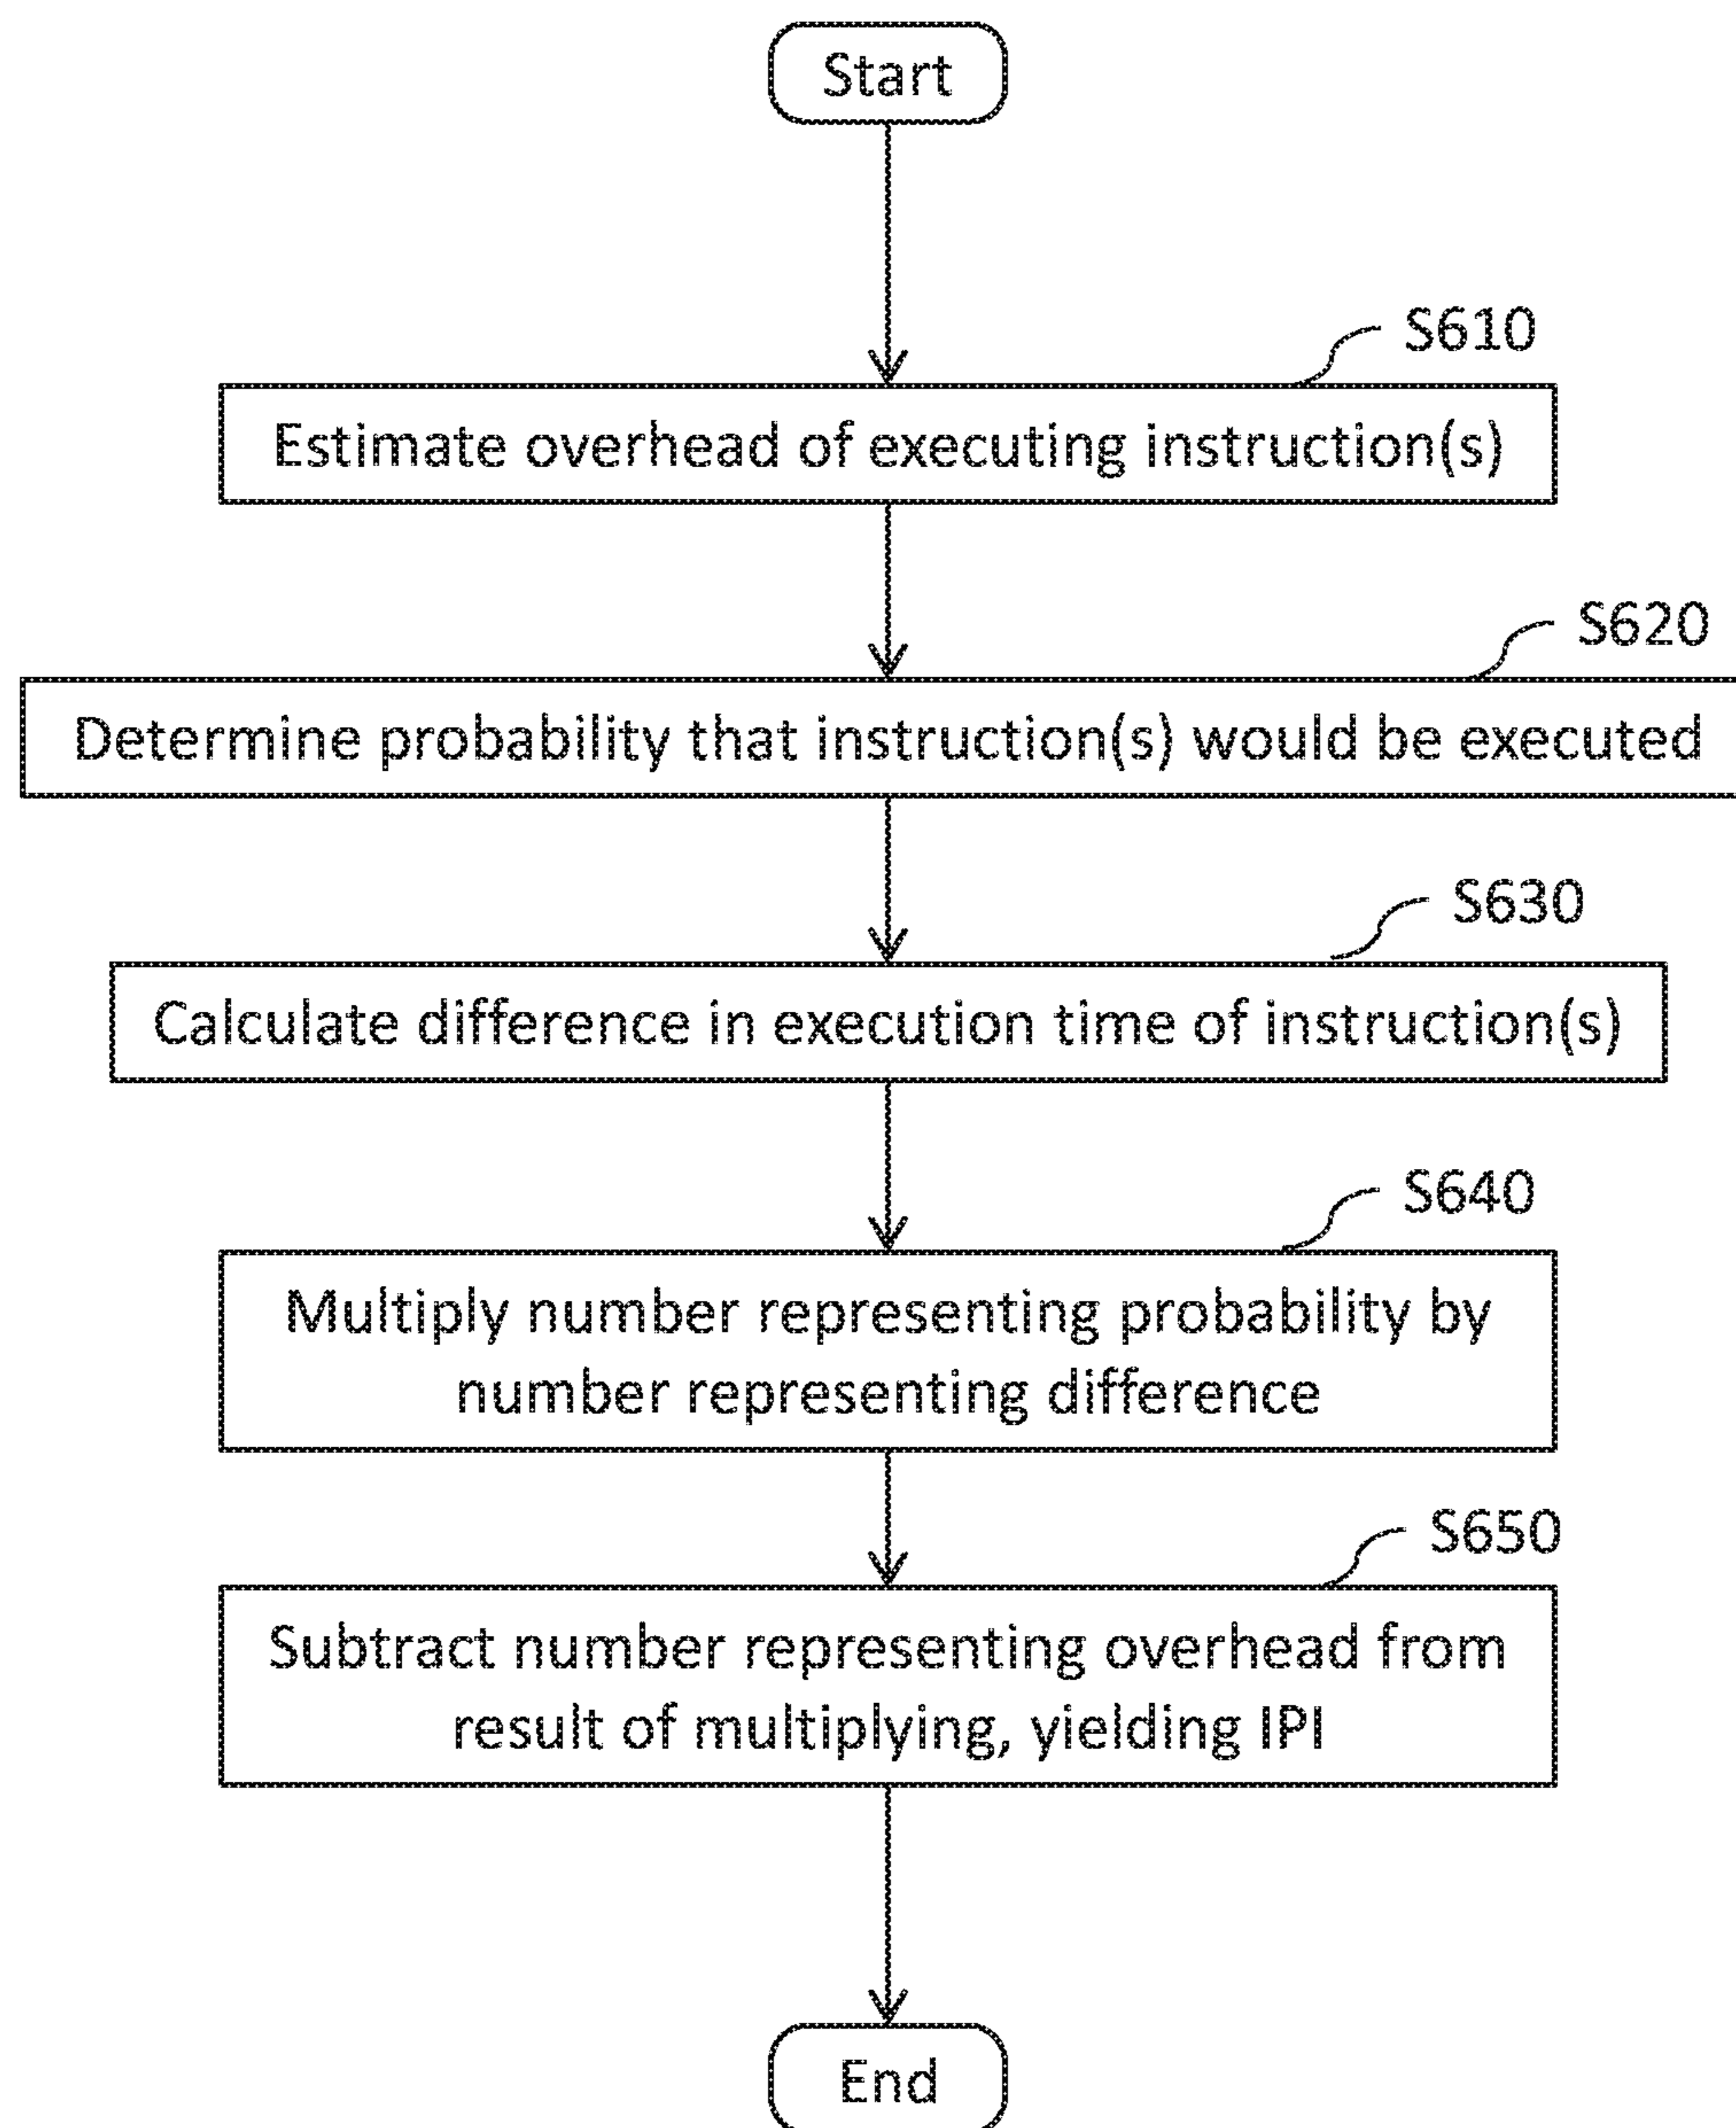 Start
S610
Estimate overhead of executing instruction(s)
S620
Determine probability that instruction(s) would be executed
S630
Calculate difference in execution time of instruction(s)
S640
Multiply number representing probability by
number representing difference
S650
Subtract number representing overhead from
result of multiplying, yielding IPI
End